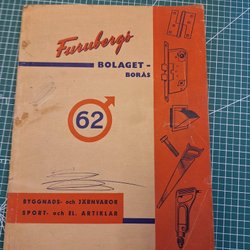 Furubergs
BOLAGET -
BORÅS
62
BYGGNADS- och JÄRNVAROR
SPORT- och EL. ARTIKLAR